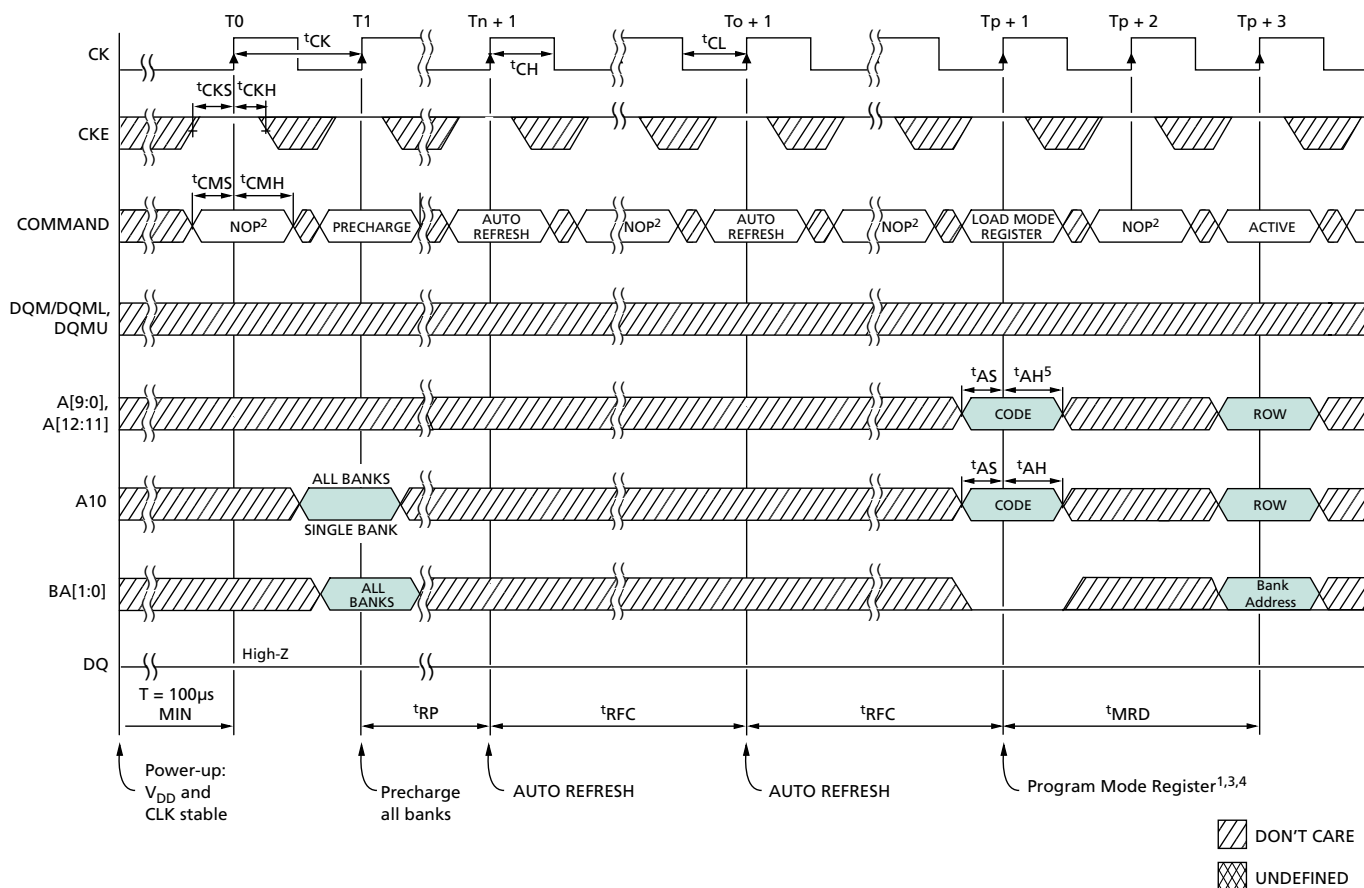 T0 T1 Tn + 1 To + 1 Tp + 1 Tp + 2 Tp + 3
CK
tCK
tCH
tCL
tCKS tCKH
CKE
tCMS tCMH
COMMAND
NOP2
PRECHARGE
AUTO
REFRESH
NOP2
AUTO
REFRESH
NOP2
LOAD MODE
REGISTER
NOP2
ACTIVE
DQM/DQML,
DQMU
tAS tAH5
A[9:0],
A[12:11]
CODE
ROW
ALL BANKS
tAS tAH
A10
CODE
ROW
SINGLE BANK
BA[1:0]
ALL
BANKS
Bank
Address
DQ
High-Z
T = 100µs
MIN
tRP
tRFC
tRFC
tMRD
Power-up:
VDD and
CLK stable
Precharge
all banks
AUTO REFRESH
AUTO REFRESH
Program Mode Register1,3,4
DON'T CARE
UNDEFINED